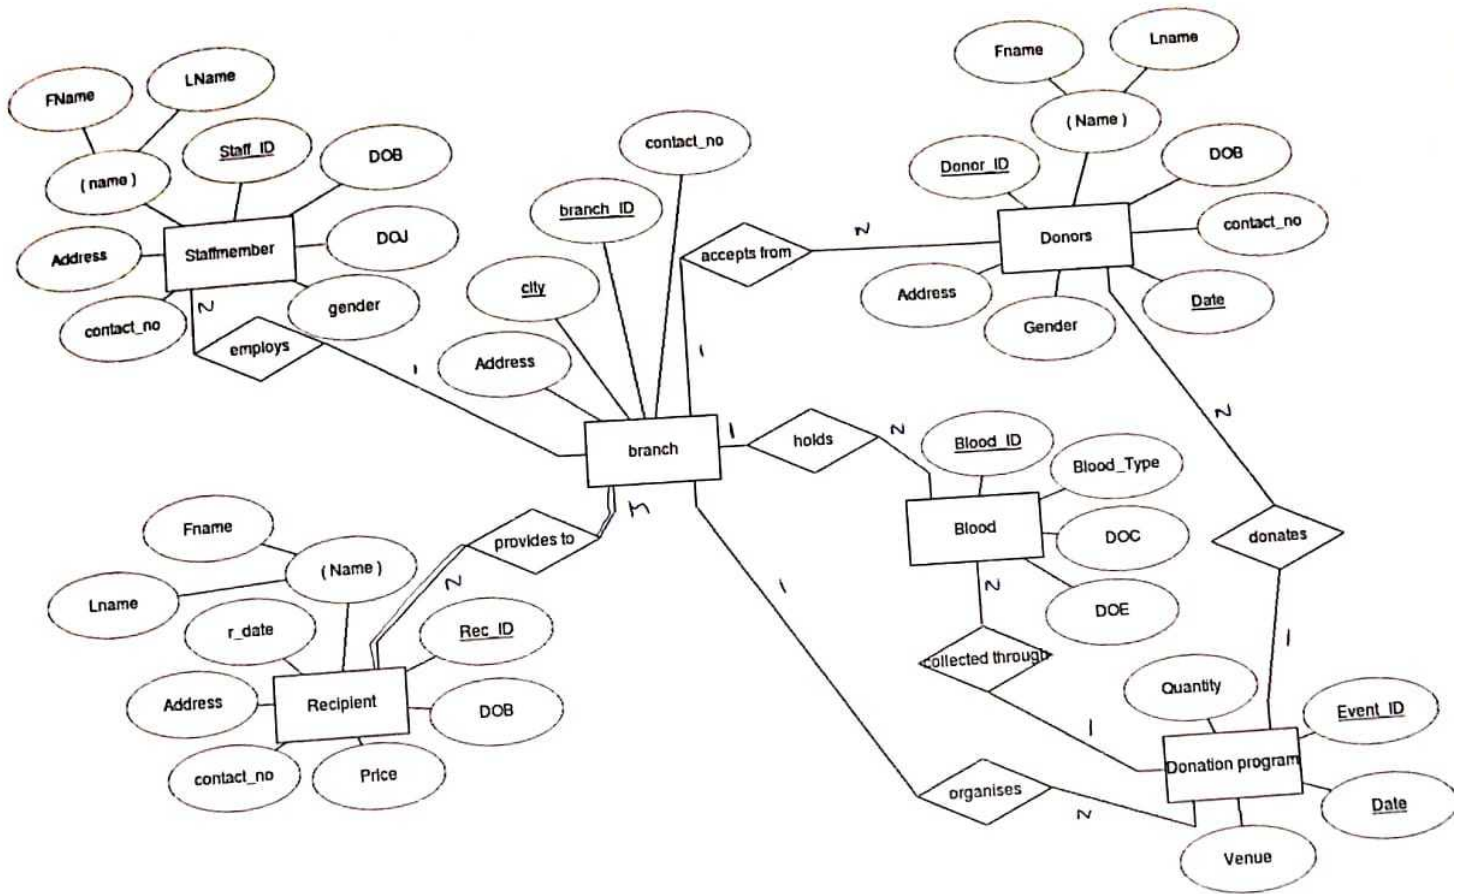 FName
LName
( name )
Staff_ID
DOB
Staffmember
Address
DOJ
contact_no
gender
N
employs
1
contact_no
branch_ID
city
Address
branch
accepts from
N
1
Fname
Lname
( Name )
Donor_ID
DOB
Donors
contact_no
Address
Gender
Date
1
holds
N
Blood_ID
Blood_Type
Blood
DOC
DOE
N
donates
1
N
collected through
1
M
provides to
N
Fname
( Name )
Lname
r_date
Rec_ID
Address
Recipient
DOB
contact_no
Price
1
organises
N
Quantity
Event_ID
Donation program
Date
Venue